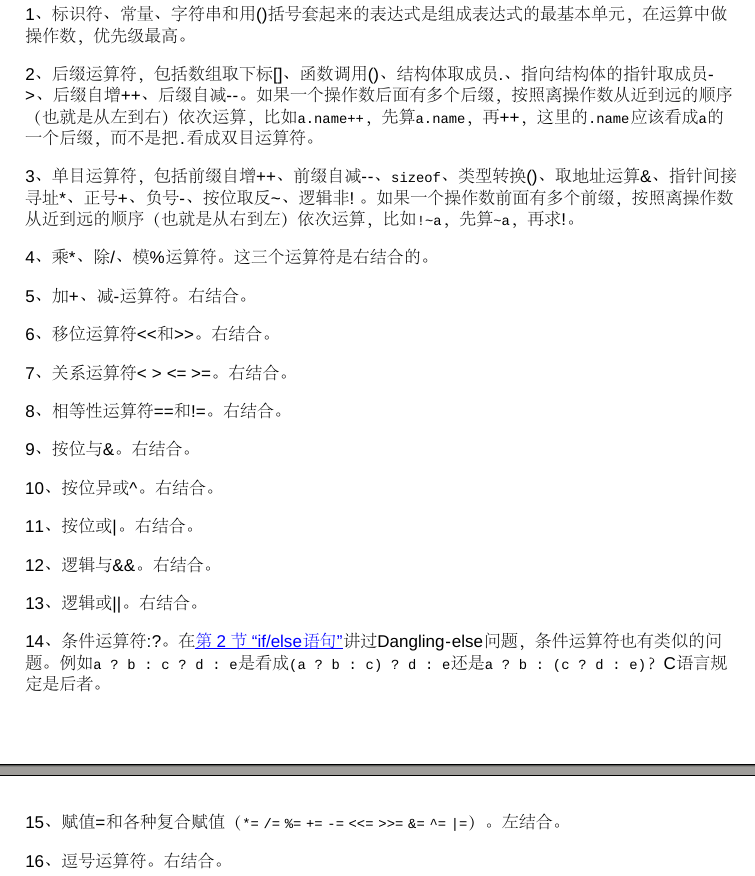 1、标识符、常量、字符串和用()括号套起来的表达式是组成表达式的最基本单元，在运算中做
操作数，优先级最高。
2、后缀运算符，包括数组取下标[]、函数调用()、结构体取成员.、指向结构体的指针取成员-
>、后缀自增++、后缀自减--。如果一个操作数后面有多个后缀，按照离操作数从近到远的顺序
（也就是从左到右）依次运算，比如a.name++，先算a.name，再++，这里的.name应该看成a的
一个后缀，而不是把.看成双目运算符。
3、单目运算符，包括前缀自增++、前缀自减--、sizeof、类型转换()、取地址运算&、指针间接
寻址*、正号+、负号-、按位取反~、逻辑非! 。如果一个操作数前面有多个前缀，按照离操作数
从近到远的顺序（也就是从右到左）依次运算，比如!~a，先算~a，再求!。
4、乘*、除/、模%运算符。这三个运算符是右结合的。
5、加+、减-运算符。右结合。
6、移位运算符<<和>>。右结合。
7、关系运算符< > <= >=。右结合。
8、相等性运算符==和!=。右结合。
9、按位与&。右结合。
10、按位异或^。右结合。
11、按位或|。右结合。
12、逻辑与&&。右结合。
13、逻辑或||。右结合。
14、条件运算符:?。在第 2 节 “if/else语句”讲过Dangling-else问题，条件运算符也有类似的问
题。例如a ? b : c ? d : e是看成(a ? b : c) ? d : e还是a ? b : (c ? d : e)？C语言规
定是后者。
15、赋值=和各种复合赋值（*= /= %= += -= <<= >>= &= ^= |=）。左结合。
16、逗号运算符。右结合。